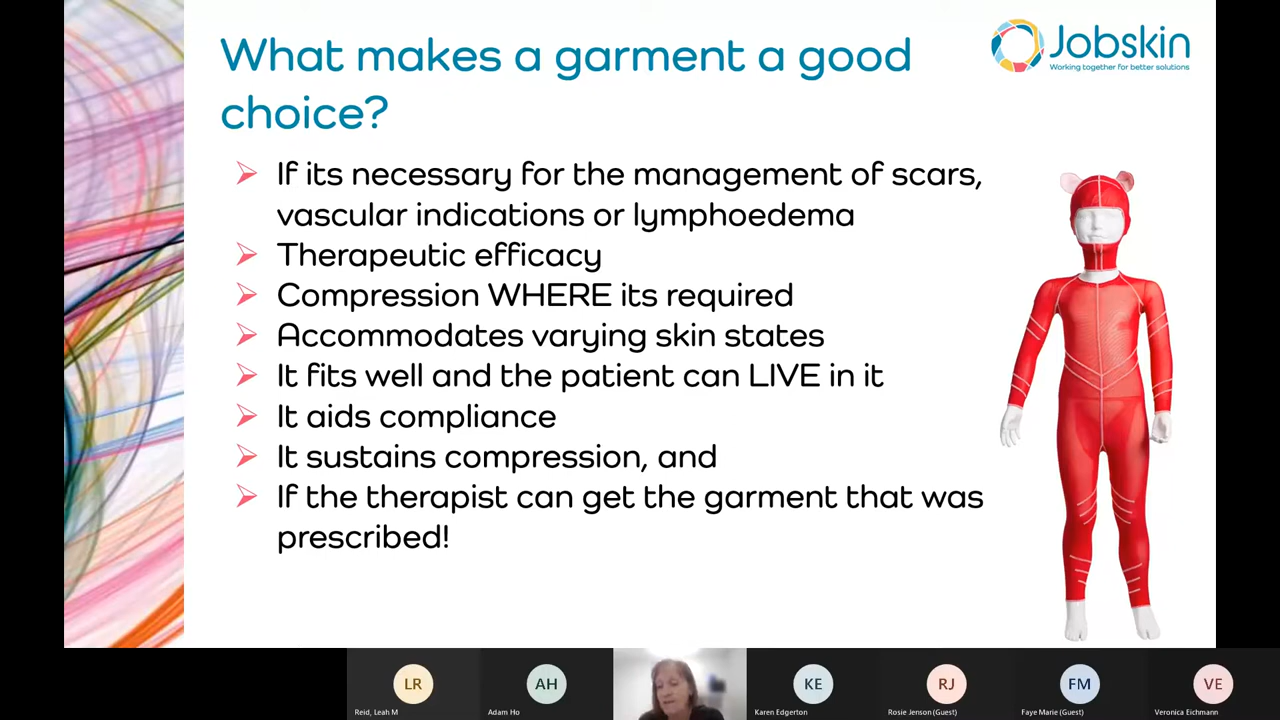 What makes a garment a good
choice?
Jobskin
Working together for better solutions
If its necessary for the management of scars,
vascular indications or lymphoedema
Therapeutic efficacy
Compression WHERE its required
Accommodates varying skin states
It fits well and the patient can LIVE in it
It aids compliance
It sustains compression, and
If the therapist can get the garment that was
prescribed!
LR
AH
KE
RJ
FM
VE
Reid, Leah M
Adam Ho
Karen Edgerton
Rosie Jenson (Guest)
Faye Marie (Guest)
Veronica Eichmann